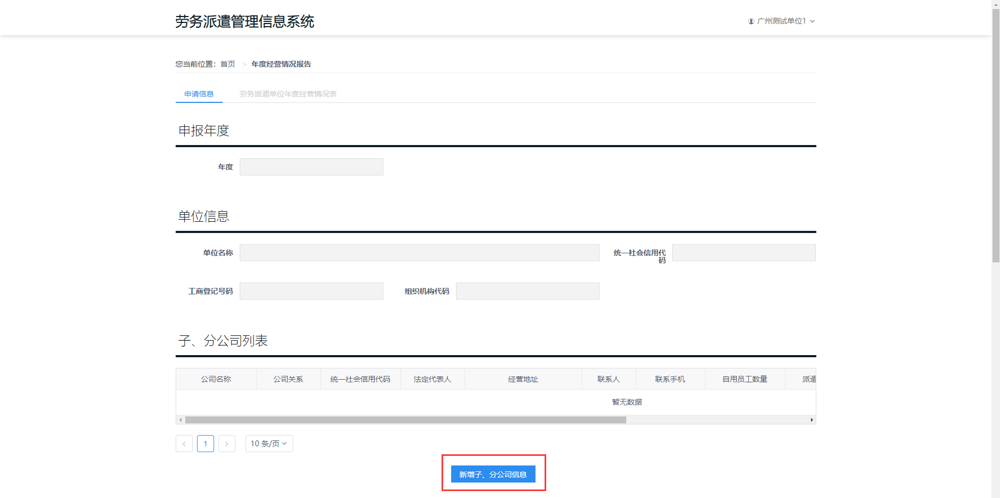 劳务派遣管理信息系统
广州测试单位1
您当前位置：首页 > 年度经营情况报告
申请信息 劳务派遣单位年度经营情况表
申报年度
年度
单位信息
单位名称 统一社会信用代
码
工商登记号码 组织机构代码
子、分公司列表
公司名称 公司关系 统一社会信用代码 法定代表人 经营地址 联系人 联系手机 自用员工数量 派遣
暂无数据
1 10 条/页
新增子、分公司信息